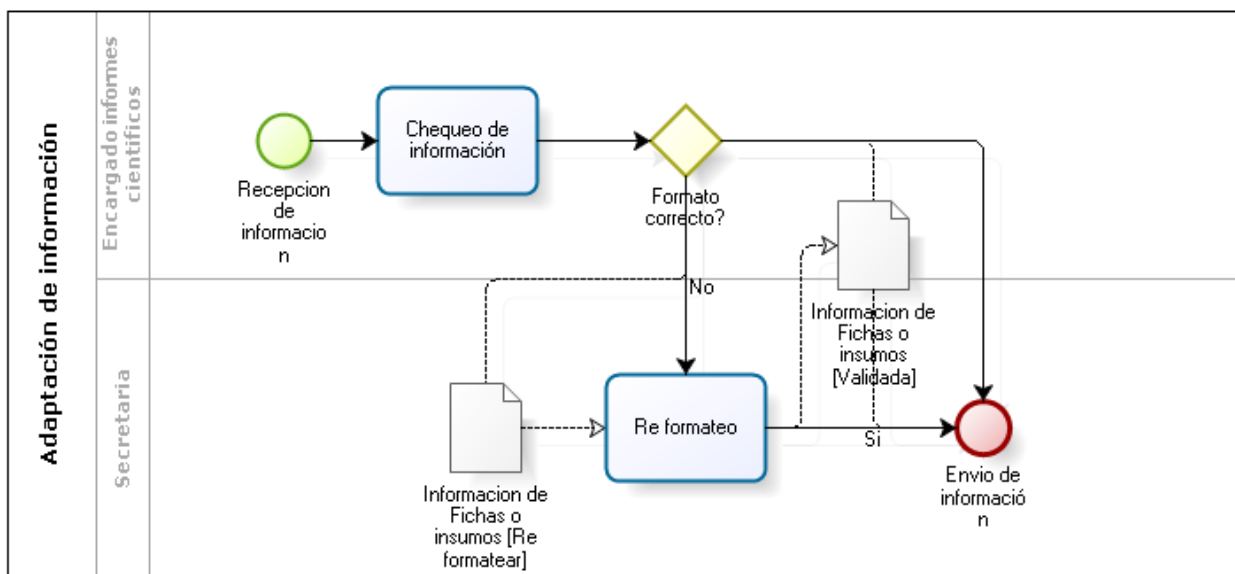 Adaptación de información
Encargado informes
cientificos
Secretaria
Recepcion
de
informacio
n
Chequeo de
información
Formato
correcto?
No
Informacion de
Fichas o
insumos
[Validada]
Informacion de
Fichas o
insumos [Re
formatear]
Re formateo
Si
Envio de
informació
n